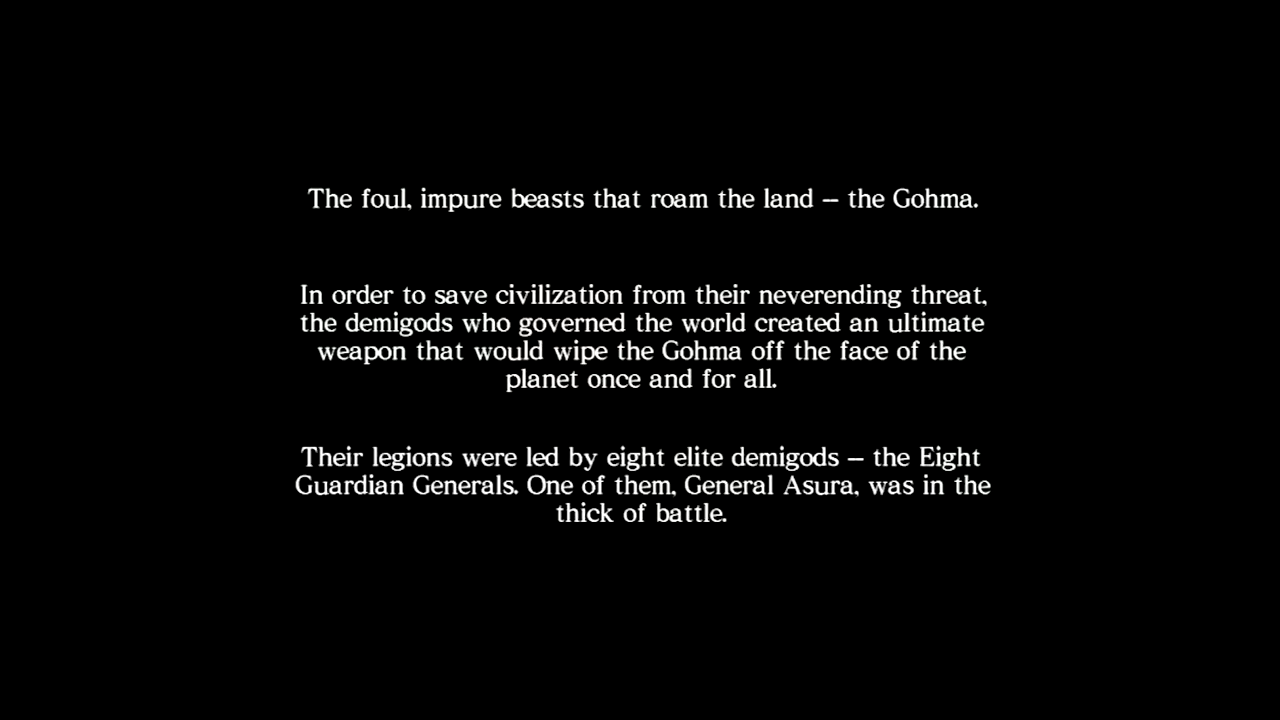 The foul, impure beasts that roam the land – the Gohma.
In order to save civilization from their neverending threat,
the demigods who governed the world created an ultimate
weapon that would wipe the Gohma off the face of the
planet once and for all.
Their legions were led by eight elite demigods – the Eight
Guardian Generals. One of them, General Asura, was in the
thick of battle.